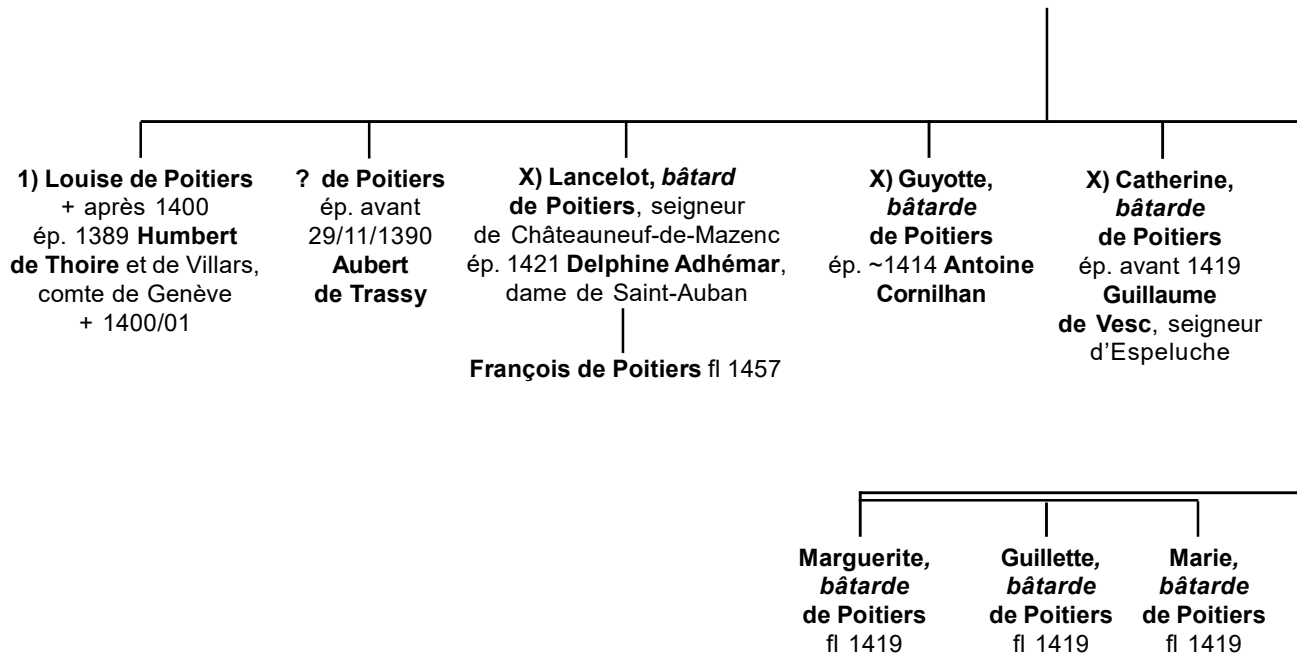 1) Louise de Poitiers
+ après 1400
ép. 1389 Humbert
de Thoire et de Villars,
comte de Genève
+ 1400/01
? de Poitiers
ép. avant
29/11/1390
Aubert
de Trassy
X) Lancelot, bâtard
de Poitiers, seigneur
de Châteauneuf-de-Mazenc
ép. 1421 Delphine Adhémar,
dame de Saint-Auban
François de Poitiers fl 1457
X) Guyotte,
bâtarde
de Poitiers
ép. ~1414 Antoine
Cornilhan
X) Catherine,
bâtarde
de Poitiers
ép. avant 1419
Guillaume
de Vesc, seigneur
d’Espeluche
Marguerite,
bâtarde
de Poitiers
fl 1419
Guillette,
bâtarde
de Poitiers
fl 1419
Marie,
bâtarde
de Poitiers
fl 1419